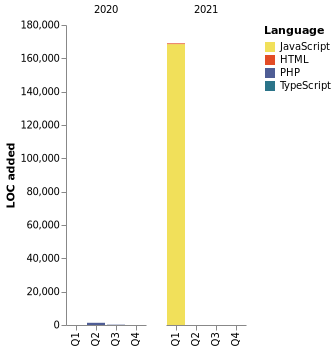 2020 2021
Language
JavaScript
HTML
PHP
TypeScript
LOC added
180,000
160,000
140,000
120,000
100,000
80,000
60,000
40,000
20,000
0
Q1 Q2 Q3 Q4 Q1 Q2 Q3 Q4